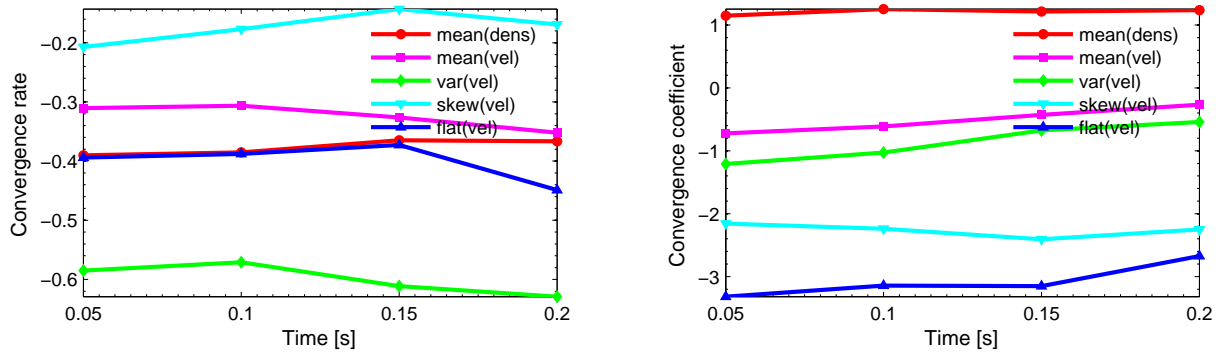 −0.2
−0.3
−0.4
−0.5
−0.6
Convergence rate
0.05
0.1
0.15
0.2
Time [s]
mean(dens)
mean(vel)
var(vel)
skew(vel)
flat(vel)
1
0
−1
−2
−3
Convergence coefficient
0.05
0.1
0.15
0.2
Time [s]
mean(dens)
mean(vel)
var(vel)
skew(vel)
flat(vel)